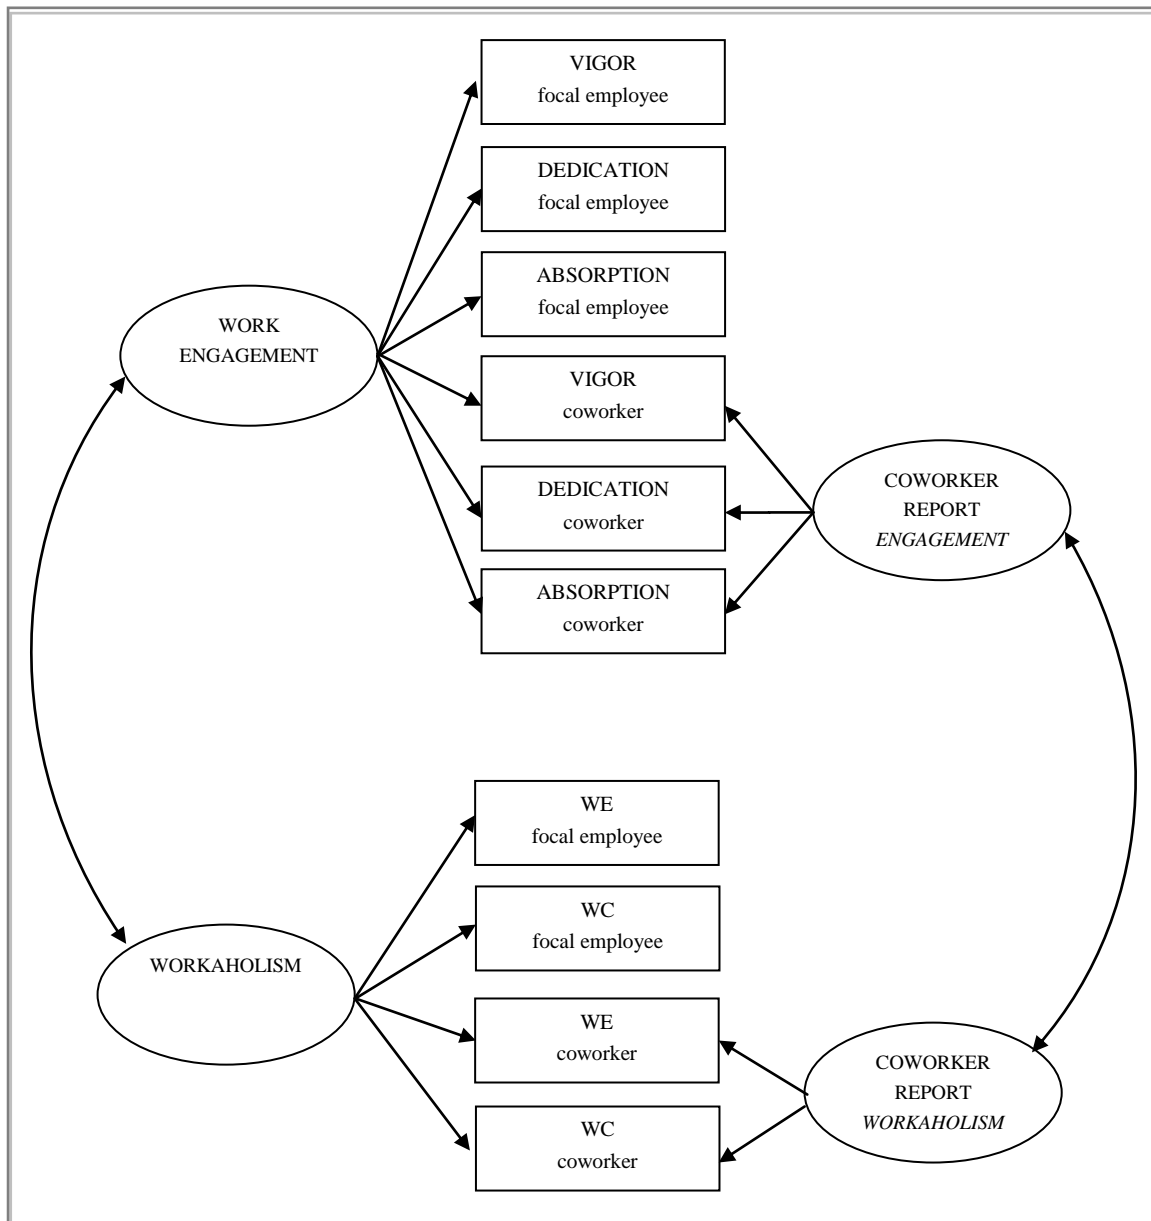 VIGOR
focal employee
DEDICATION
focal employee
ABSORPTION
focal employee
WORK
ENGAGEMENT
VIGOR
coworker
DEDICATION
coworker
COWORKER
REPORT
ENGAGEMENT
ABSORPTION
coworker
WE
focal employee
WC
focal employee
WORKAHOLISM
WE
coworker
COWORKER
REPORT
WORKAHOLISM
WC
coworker